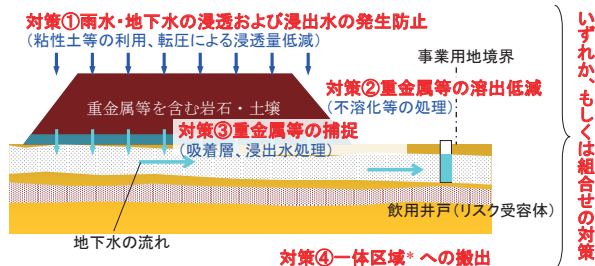 対策①雨水・地下水の浸透および浸出水の発生防止
(粘性土等の利用、転圧による浸透量低減)
事業用地境界
対策②重金属等の溶出低減
(不溶化等の処理)
重金属等を含む岩石・土壌
対策③重金属等の捕捉
(吸着層、浸出水処理)
飲用井戸(リスク受容体)
地下水の流れ
対策④一体区域* への搬出
いずれか、もしくは組合せの対策